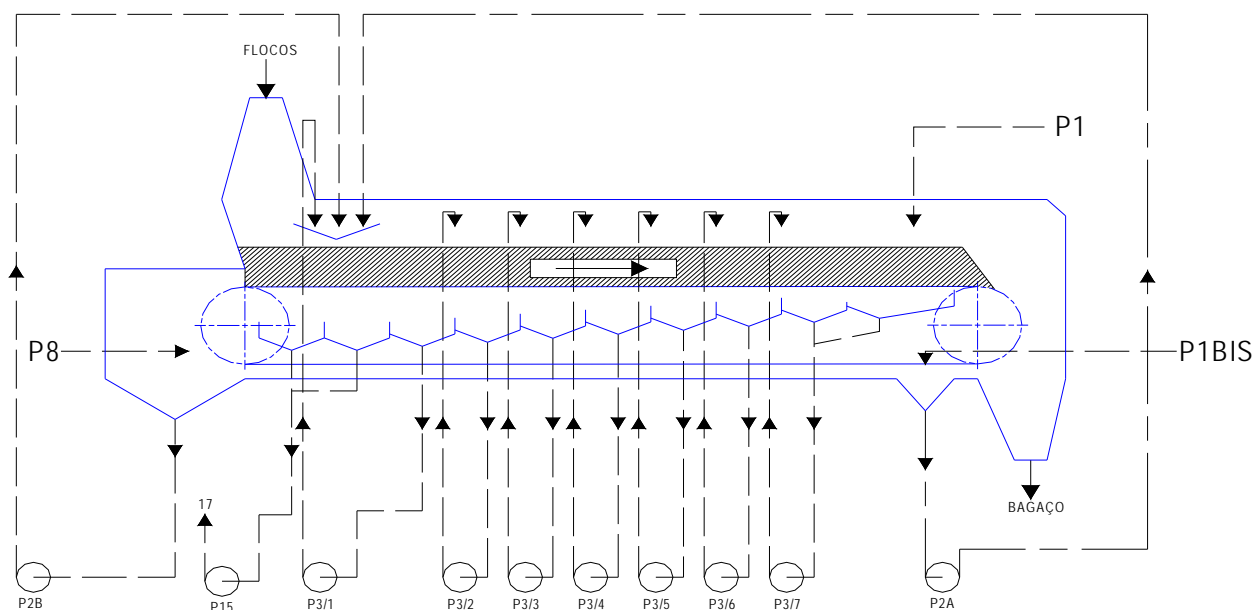 FLOCOS
P1
P8
P1BIS
17
BAGAÇO
P2B
P15
P3/1
P3/2
P3/3
P3/4
P3/5
P3/6
P3/7
P2A